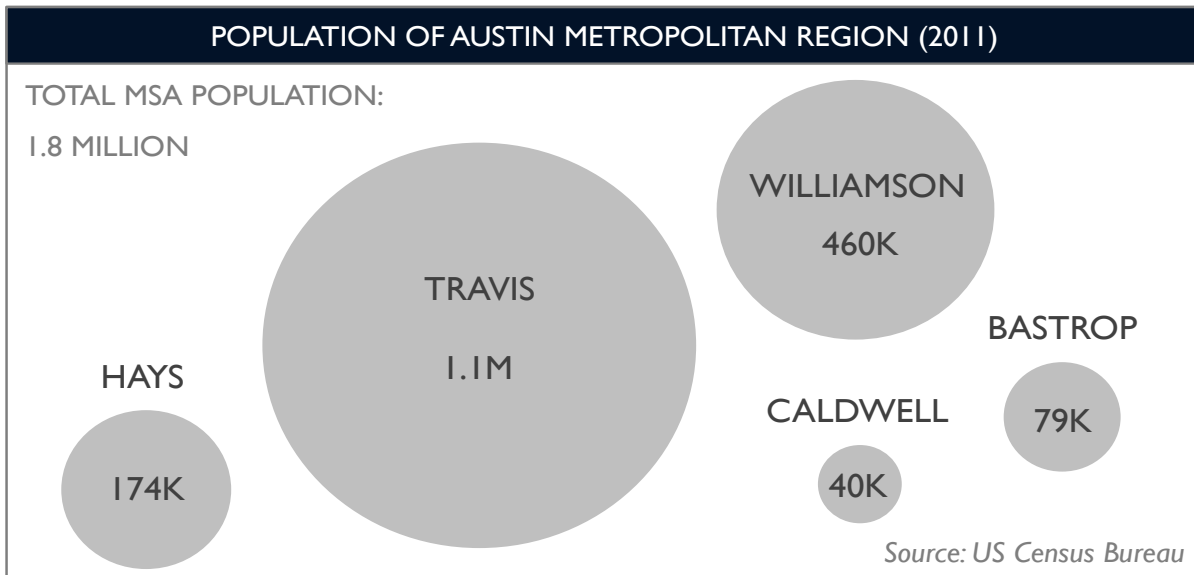 POPULATION OF AUSTIN METROPOLITAN REGION (2011)
TOTAL MSA POPULATION:
1.8 MILLION
WILLIAMSON
460K
TRAVIS
1.1M
BASTROP
79K
HAYS
174K
CALDWELL
40K
Source: US Census Bureau